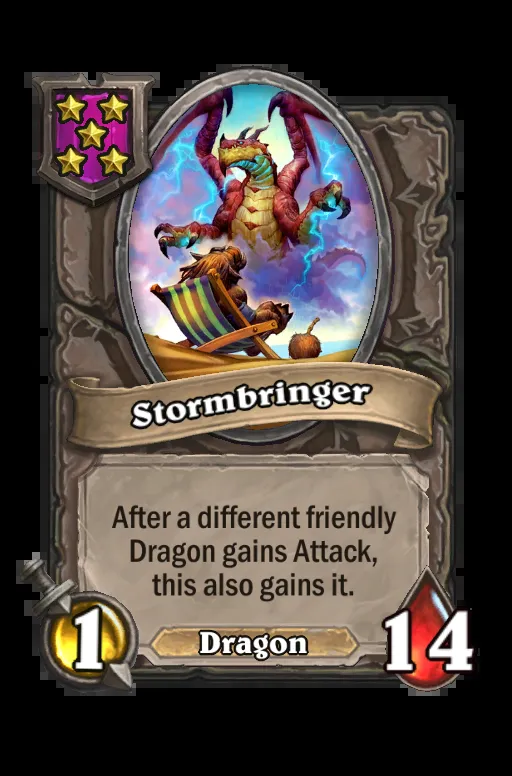 Stormbringer
After a different friendly
Dragon gains Attack,
this also gains it.
1
Dragon
14